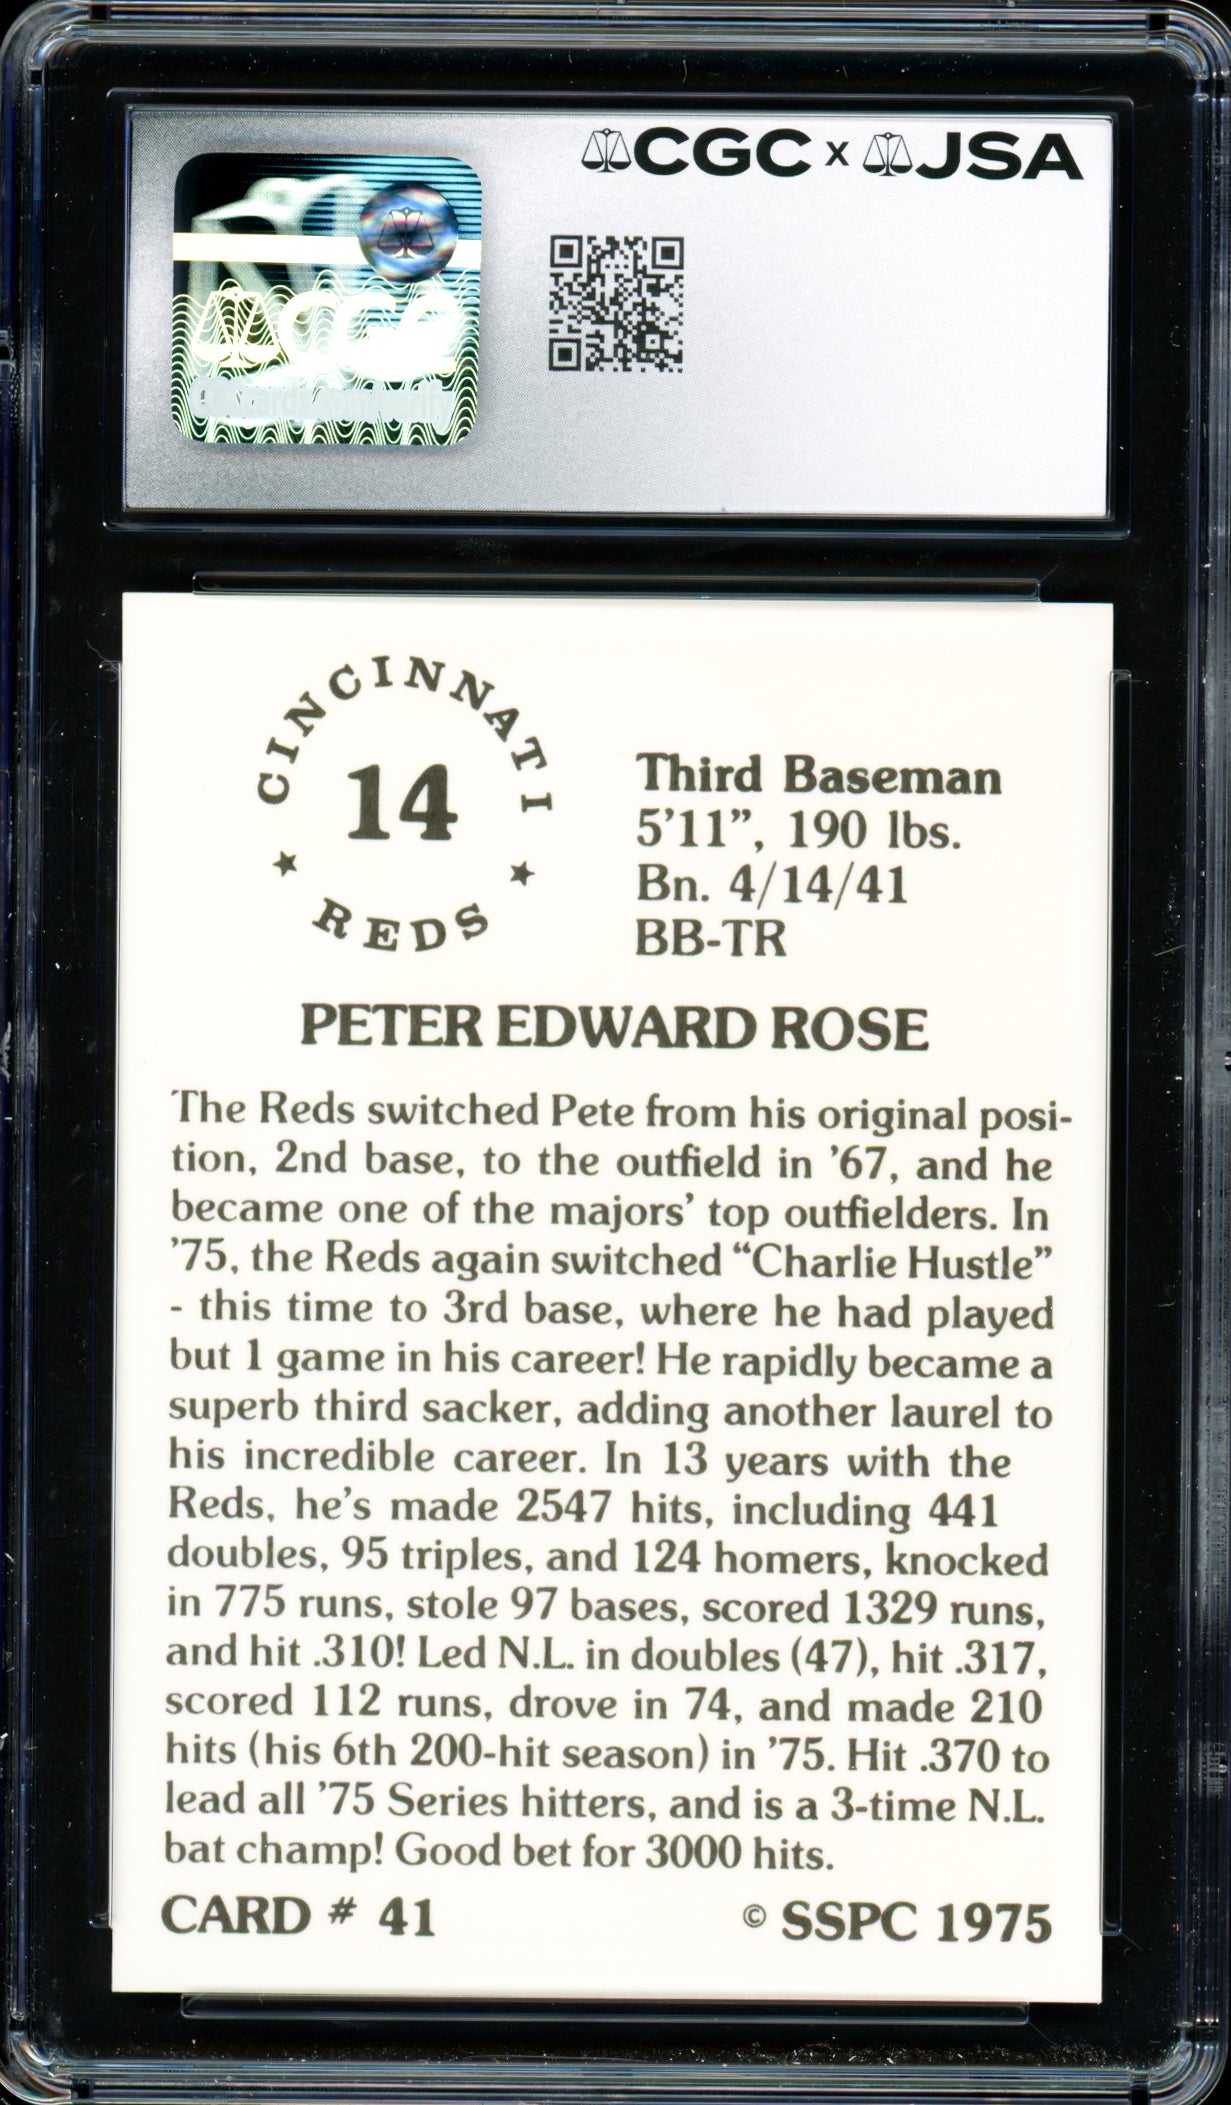 CGC x JSA
CGC
CINCINNATI
14
REDS
Third Baseman
5'11”, 190 lbs.
Bn. 4/14/41
BB-TR
PETER EDWARD ROSE
The Reds switched Pete from his original posi-
tion, 2nd base, to the outfield in ’67, and he
became one of the majors’ top outfielders. In
’75, the Reds again switched “Charlie Hustle”
- this time to 3rd base, where he had played
but 1 game in his career! He rapidly became a
superb third sacker, adding another laurel to
his incredible career. In 13 years with the
Reds, he’s made 2547 hits, including 441
doubles, 95 triples, and 124 homers, knocked
in 775 runs, stole 97 bases, scored 1329 runs,
and hit .310! Led N.L. in doubles (47), hit .317,
scored 112 runs, drove in 74, and made 210
hits (his 6th 200-hit season) in ’75. Hit .370 to
lead all ’75 Series hitters, and is a 3-time N.L.
bat champ! Good bet for 3000 hits.
CARD # 41
© SSPC 1975